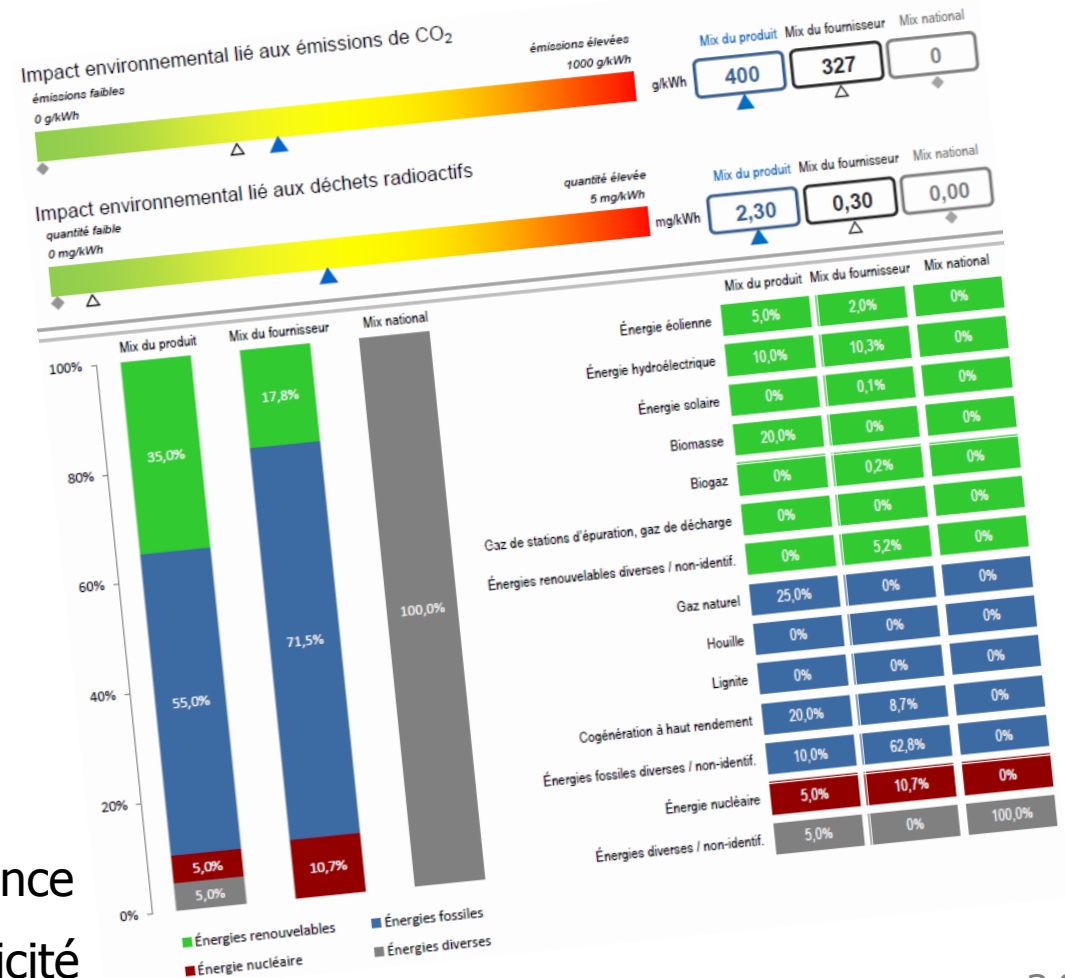 Impact environnemental lié aux émissions de CO2
émissions faibles
0 g/kWh
émissions élevées
1000 g/kWh
g/kWh
Mix du produit Mix du fournisseur Mix national
400 327 0
Impact environnemental lié aux déchets radioactifs
quantité faible
0 mg/kWh
quantité élevée
5 mg/kWh
mg/kWh
Mix du produit Mix du fournisseur Mix national
2,30 0,30 0,00
Mix du produit Mix du fournisseur Mix national
100%
80%
60%
40%
20%
0%
35,0%
55,0%
5,0%
5,0%
17,8%
71,5%
10,7%
100,0%
Énergies renouvelables Énergies fossiles
Énergie nucléaire Énergies diverses
Mix du produit Mix du fournisseur Mix national
Énergie éolienne 5,0% 2,0% 0%
Énergie hydroélectrique 10,0% 10,3% 0%
Énergie solaire 0% 0,1% 0%
Biomasse 20,0% 0% 0%
Biogaz 0% 0,2% 0%
Gaz de stations d'épuration, gaz de décharge 0% 0% 0%
Énergies renouvelables diverses / non-identif. 0% 5,2% 0%
Gaz naturel 25,0% 0% 0%
Houille 0% 0% 0%
Lignite 0% 0% 0%
Cogénération à haut rendement 20,0% 8,7% 0%
Énergies fossiles diverses / non-identif. 10,0% 62,8% 0%
Énergie nucléaire 5,0% 10,7% 0%
Énergies diverses / non-identif. 5,0% 0% 100,0%
nce
icité